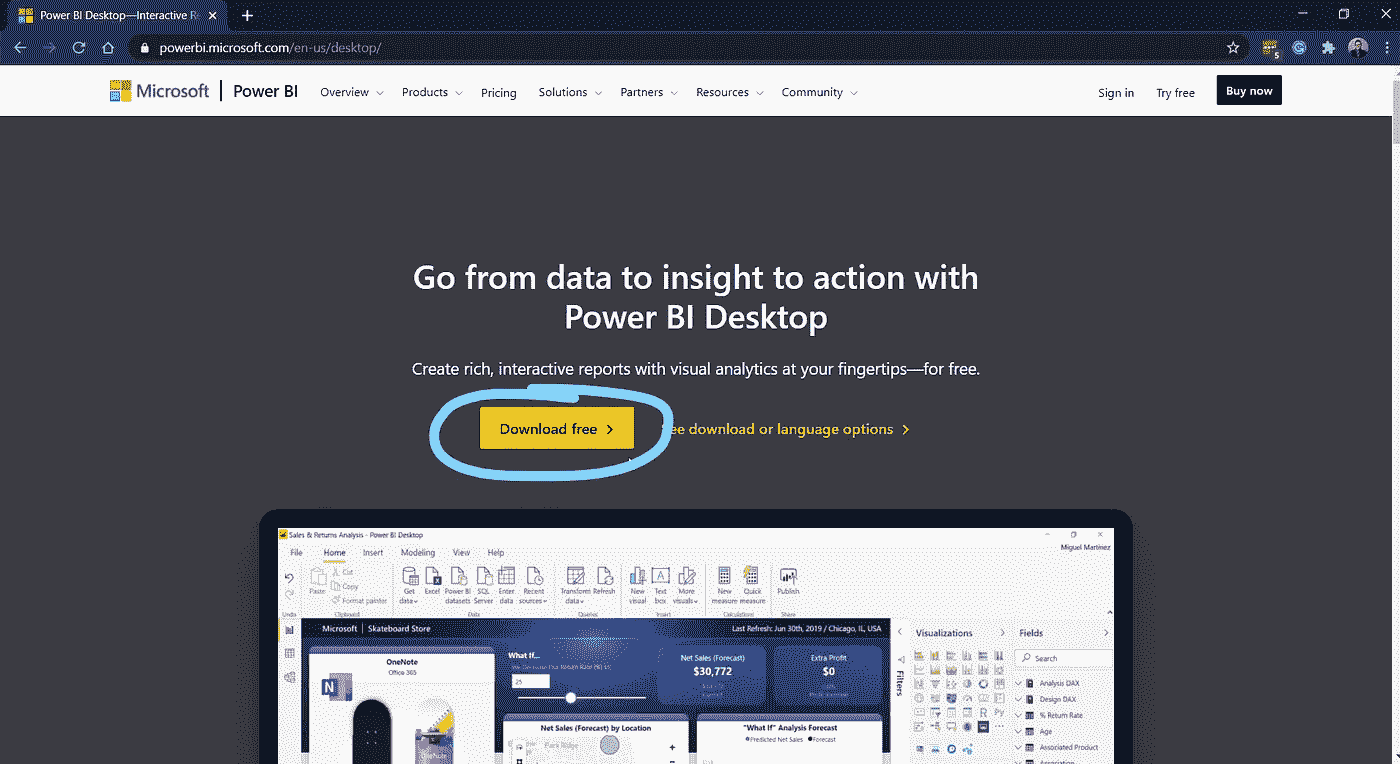 Power BI Desktop—Interactive R
powerbi.microsoft.com/en-us/desktop/
5
Microsoft | Power BI Overview Products Pricing Solutions Partners Resources Community Sign in Try free Buy now
Go from data to insight to action with
Power BI Desktop
Create rich, interactive reports with visual analytics at your fingertips—for free.
Download free ee download or language options
Sales & Returns Analysis - Power BI Desktop
Miguel Martinez
File Home Insert Modeling View Help
Cut
Copy
Format painter
Paste
Get data Excel Power BI datasets SQL Server Enter data Recent sources Transform data Refresh New visual Text box More visuals New measure Quick measure Publish
Undo Clipboard Data Queries Insert Calculations Share
Microsoft | Skateboard Store Last Refresh: Jun 30th, 2019 / Chicago, IL, USA
Visualizations Fields
Search
Filters
OneNote
Office 365
N
What If...
25
Net Sales (Forecast)
$30,772
Extra Profit
$0
Net Sales (Forecast) by Location
Park Ridge
"What If" Analysis Forecast
Predicted Net Sales Forecast
OneNote
Analysis DAX
Design DAX
% Return Rate
Age
Associated Product
Association